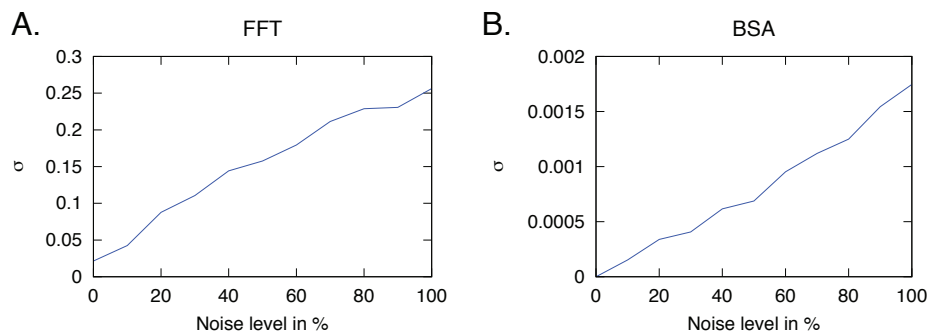 A.
FFT
0.3
0.25
0.2
0.15
0.1
0.05
0
σ
0 20 40 60 80 100
Noise level in %
B.
BSA
0.002
0.0015
0.001
0.0005
0
σ
0 20 40 60 80 100
Noise level in %